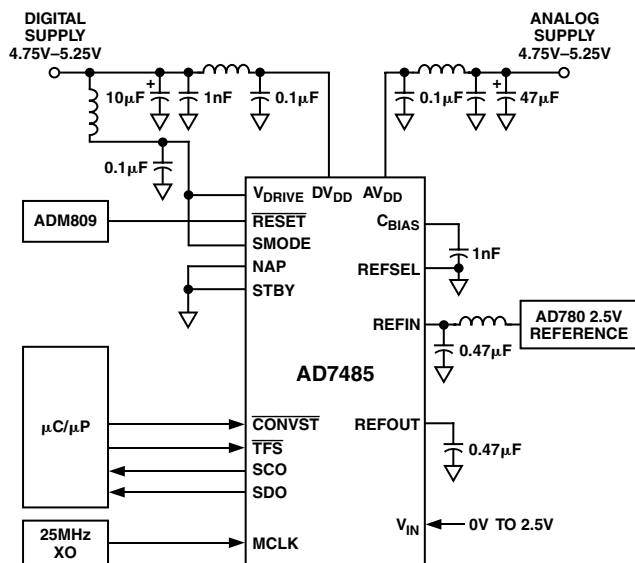 DIGITAL
SUPPLY
4.75V–5.25V
ANALOG
SUPPLY
4.75V–5.25V
10µF
+
1nF
0.1µF
0.1µF
+
47µF
0.1µF
VDRIVE
DVDD
AVDD
ADM809
RESET
CBIAS
SMODE
1nF
NAP
REFSEL
STBY
REFIN
AD780 2.5V
REFERENCE
0.47µF
AD7485
µC/µP
CONVST
REFOUT
TFS
0.47µF
SCO
SDO
VIN
0V TO 2.5V
25MHz
XO
MCLK